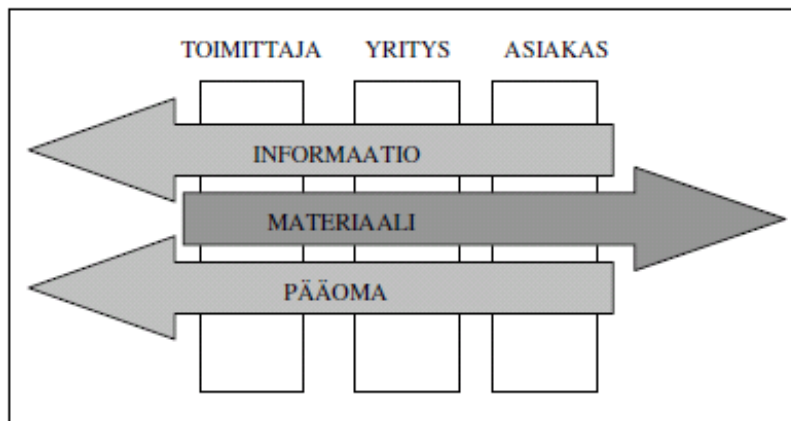 TOIMITTAJA YRITYS ASIAKAS
INFORMAATIO
MATERIAALI
PÄÄOMA